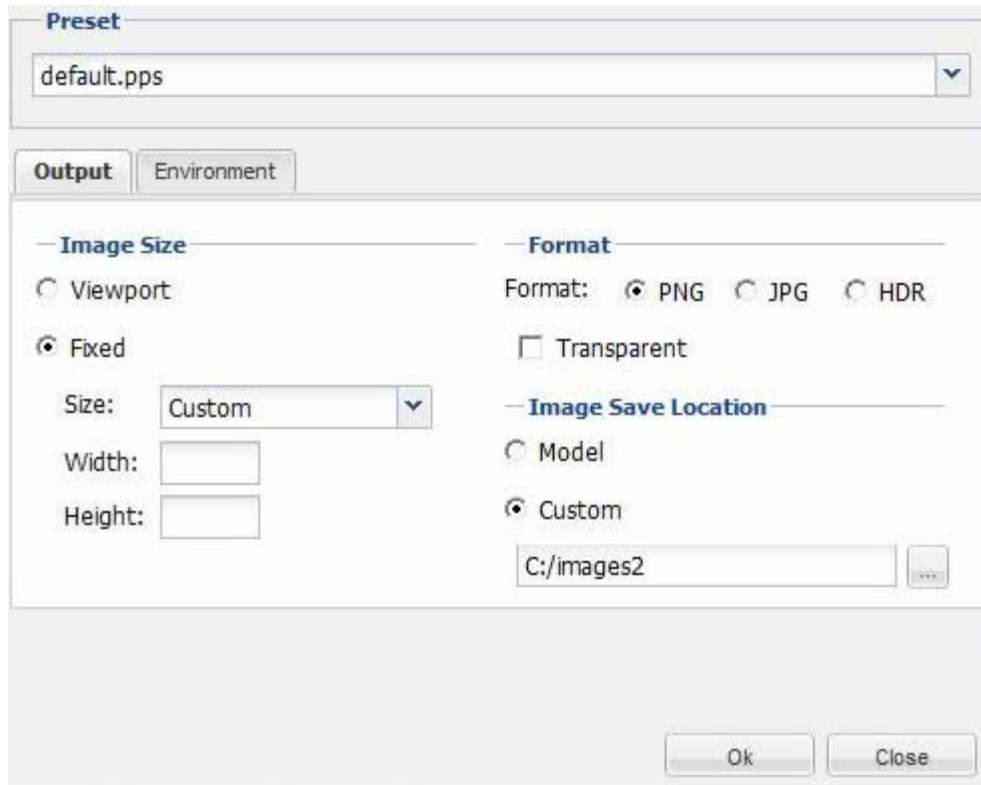 Preset
default.pps
Output Environment
Image Size
Viewport
Fixed
Size: Custom
Width:
Height:
Format
Format: PNG JPG HDR
Transparent
Image Save Location
Model
Custom
C:/images2
...
Ok Close